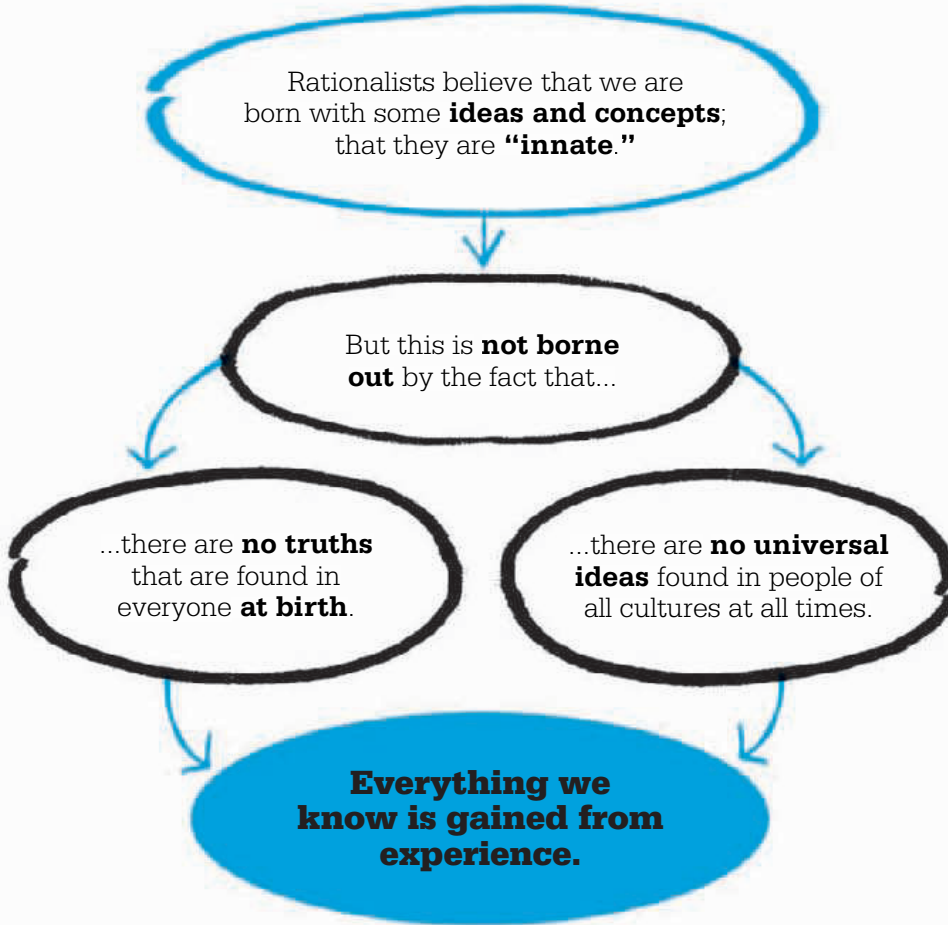 Rationalists believe that we are
born with some ideas and concepts;
that they are “innate.”
But this is not borne
out by the fact that...
...there are no truths
that are found in
everyone at birth.
...there are no universal
ideas found in people of
all cultures at all times.
Everything we
know is gained from
experience.